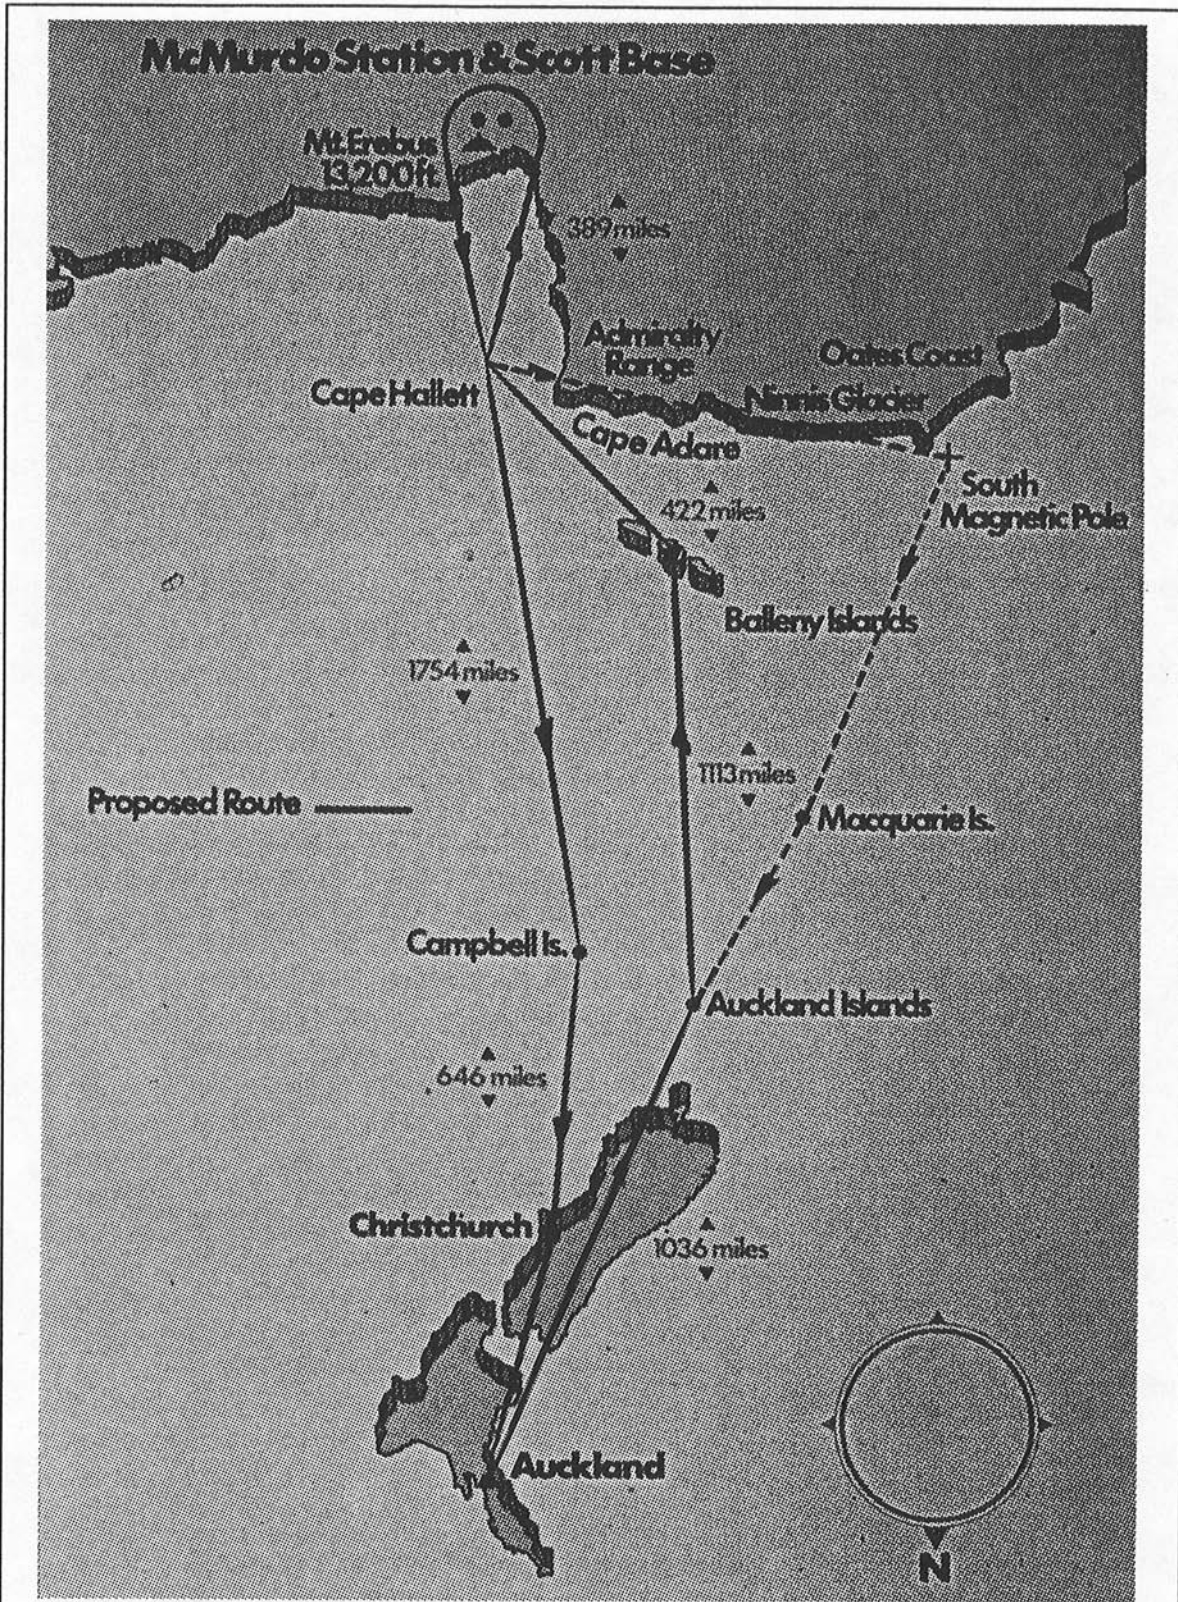 McMurdo Station & Scott Base
Mt. Erebus
13,200 ft.
389 miles
Admiralty
Range
Oates Coast
Cape Hallett
Ninnis Glacier
Cape Adare
422 miles
South
Magnetic Pole
Balleny Islands
1754 miles
1113 miles
Proposed Route
Macquarie Is.
Campbell Is.
Auckland Islands
646 miles
Christchurch
1036 miles
Auckland
N